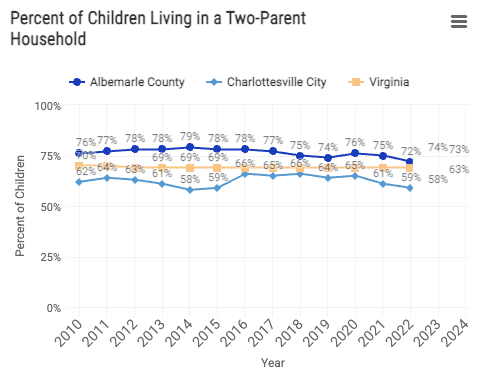 Percent of Children Living in a Two-Parent
Household
Albemarle County Charlottesville City Virginia
100%
75%
50%
25%
0%
Percent of Children
76% 77% 78% 78% 79% 78% 78% 77% 75% 74% 76% 75% 72% 74% 73%
70% 69% 69% 69%
62% 64% 63% 61% 58% 59% 66% 65% 66% 64% 65% 61% 59% 58% 63%
2010 2011 2012 2013 2014 2015 2016 2017 2018 2019 2020 2021 2022 2023 2024
Year